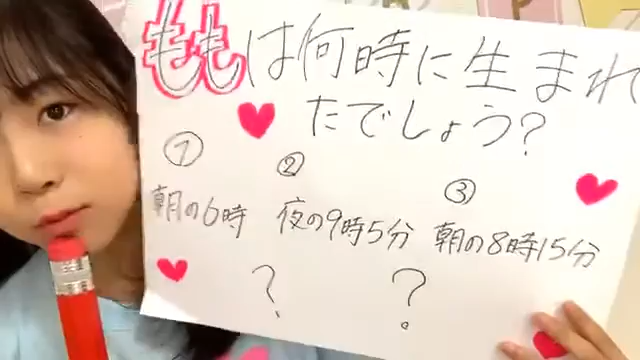 ももは何時に生まれ
たでしょう?
① ② ③
朝の6時 夜の9時5分 朝の8時15分
? ?